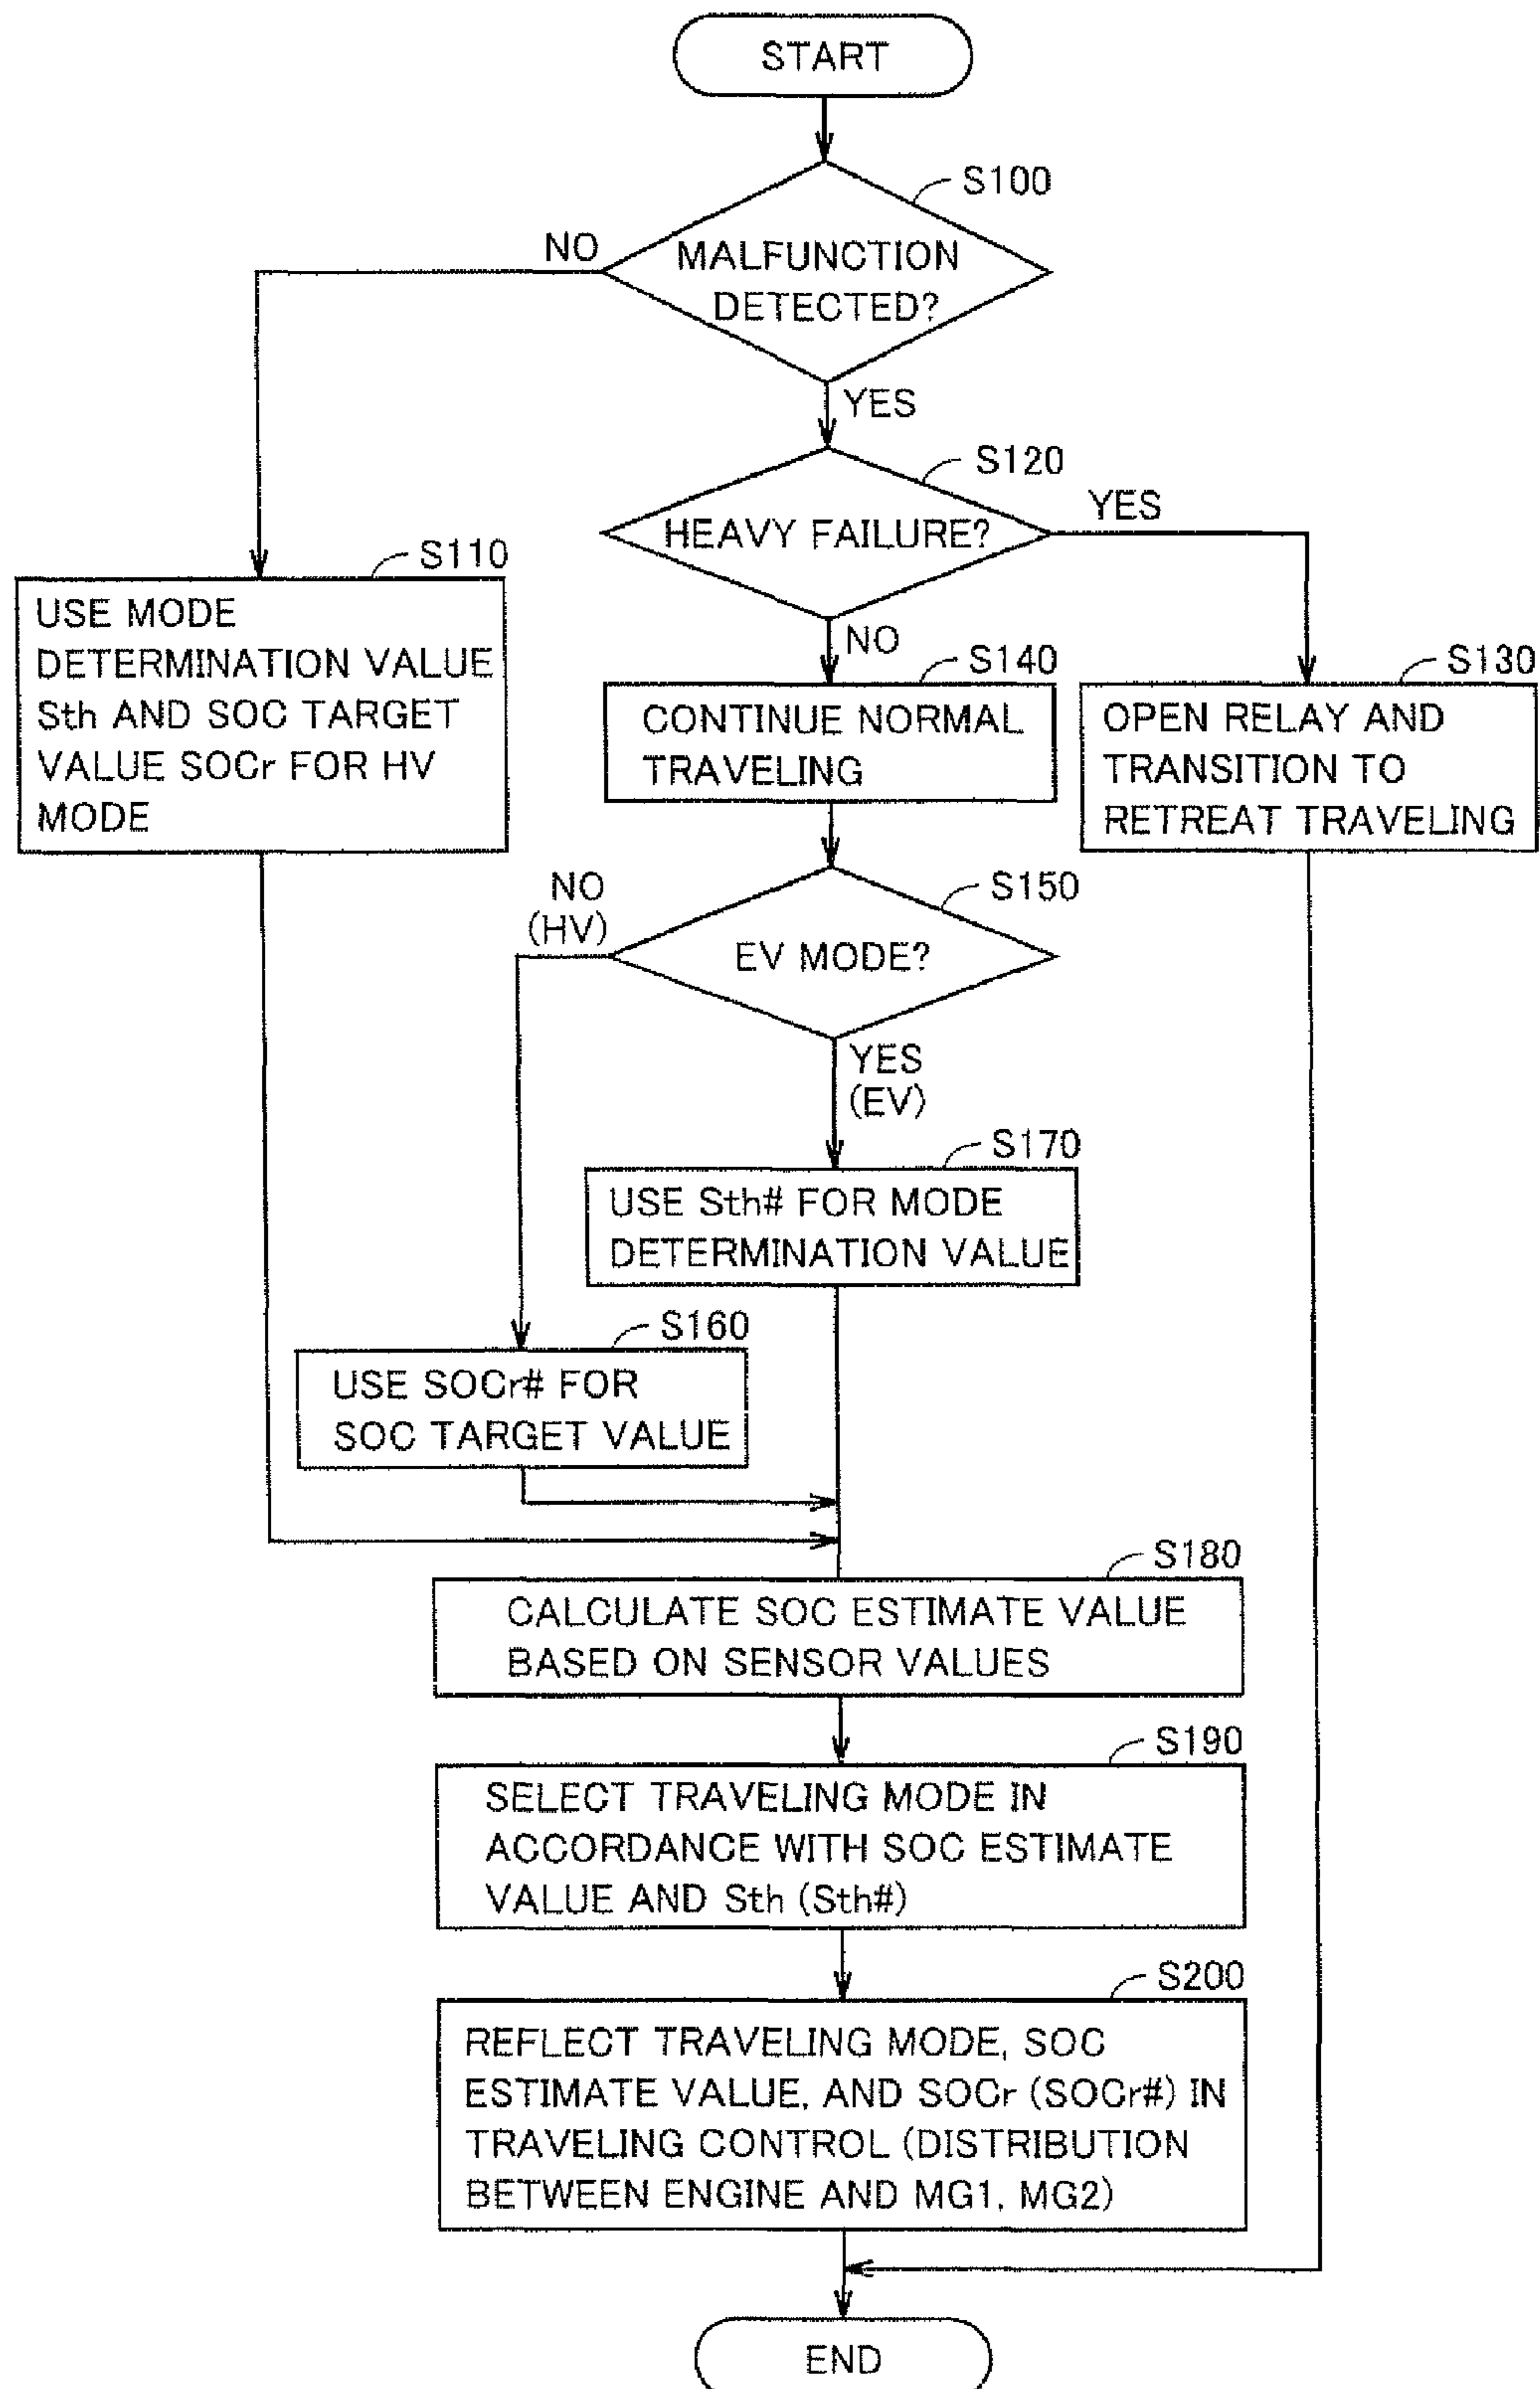 START
S100
MALFUNCTION
DETECTED?
NO
YES
S120
HEAVY FAILURE?
YES
NO
S110
USE MODE
DETERMINATION VALUE
Sth AND SOC TARGET
VALUE SOCr FOR HV
MODE
S140
CONTINUE NORMAL
TRAVELING
S130
OPEN RELAY AND
TRANSITION TO
RETREAT TRAVELING
S150
EV MODE?
NO
(HV)
YES
(EV)
S170
USE Sth# FOR MODE
DETERMINATION VALUE
S160
USE SOCr# FOR
SOC TARGET VALUE
S180
CALCULATE SOC ESTIMATE VALUE
BASED ON SENSOR VALUES
S190
SELECT TRAVELING MODE IN
ACCORDANCE WITH SOC ESTIMATE
VALUE AND Sth (Sth#)
S200
REFLECT TRAVELING MODE, SOC
ESTIMATE VALUE, AND SOCr (SOCr#) IN
TRAVELING CONTROL (DISTRIBUTION
BETWEEN ENGINE AND MG1, MG2)
END